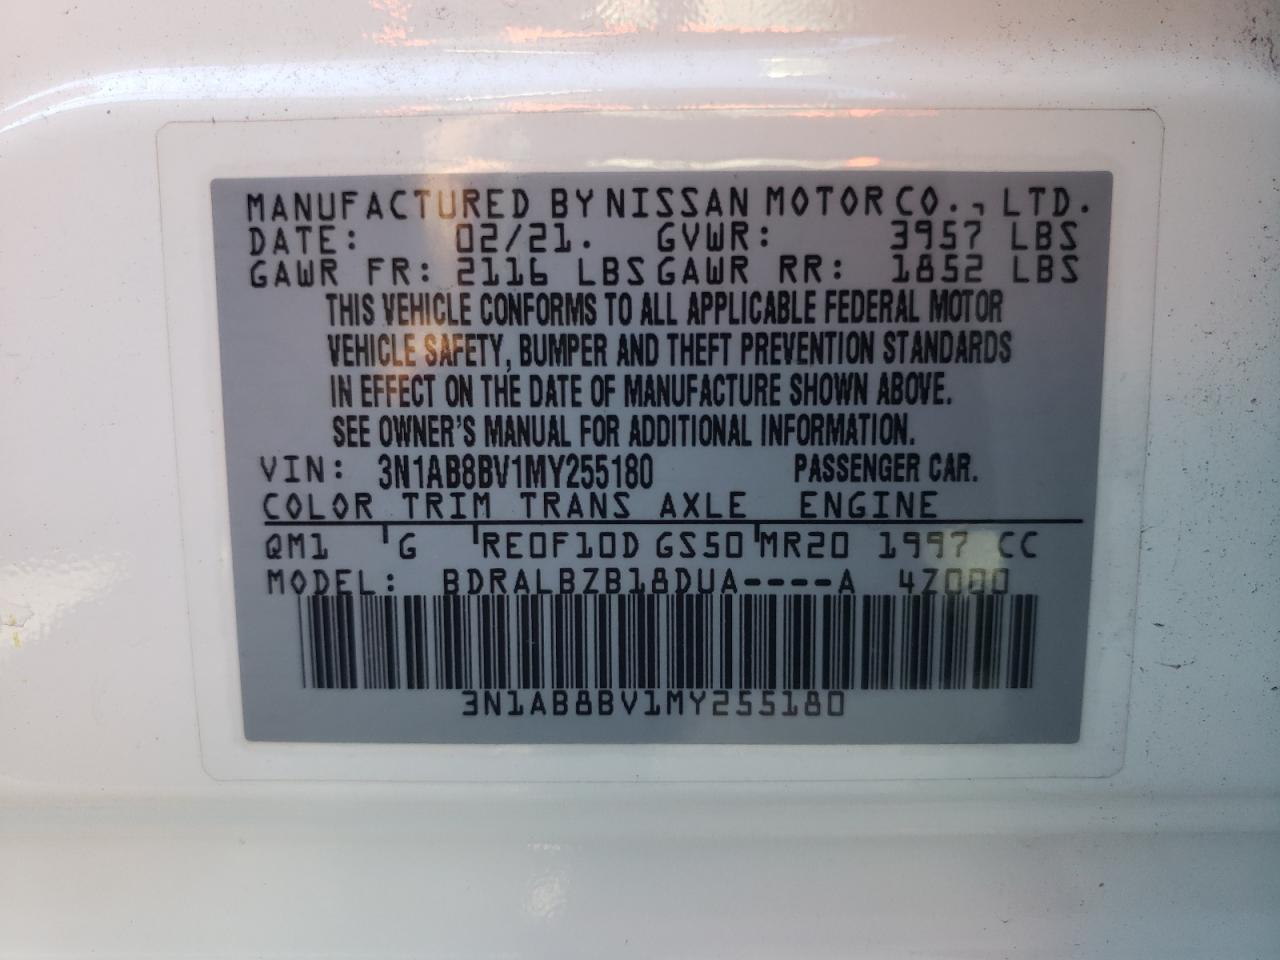 MANUFACTURED BY NISSAN MOTOR CO., LTD.
DATE: 02/21. GVWR: 3957 LBS
GAWR FR: 2116 LBS GAWR RR: 1852 LBS
THIS VEHICLE CONFORMS TO ALL APPLICABLE FEDERAL MOTOR
VEHICLE SAFETY, BUMPER AND THEFT PREVENTION STANDARDS
IN EFFECT ON THE DATE OF MANUFACTURE SHOWN ABOVE.
SEE OWNER'S MANUAL FOR ADDITIONAL INFORMATION.
VIN: 3N1AB8BV1MY255180 PASSENGER CAR.
COLOR TRIM TRANS AXLE ENGINE
QM1 G RE0F10D GS50 MR20 1997 CC
MODEL: BDRALBZB18DUA----A 4Z000
3N1AB8BV1MY255180